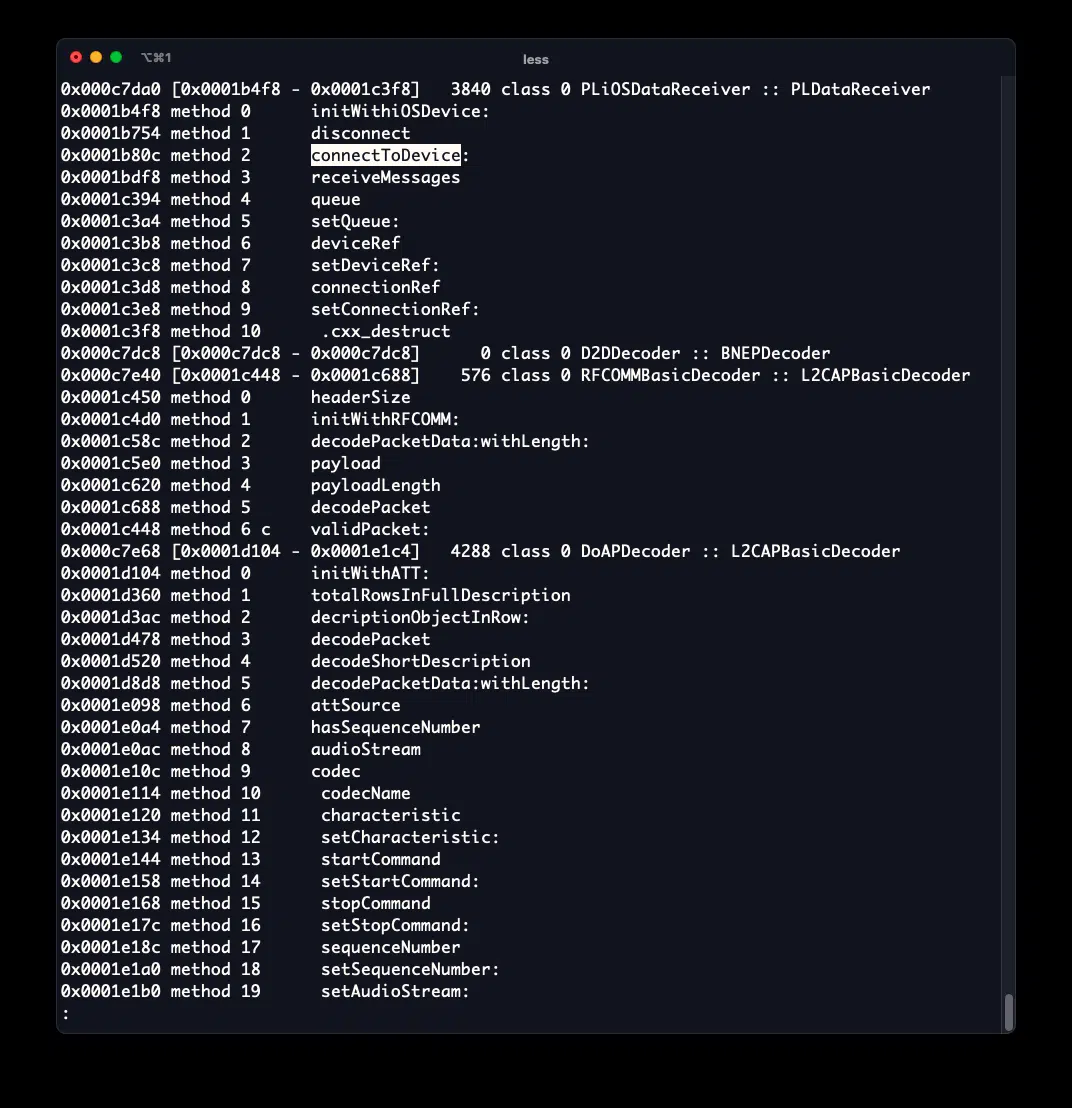 ⌥⌘1
less
0x000c7da0 [0x0001b4f8 - 0x0001c3f8]   3840 class 0 PLiOSDataReceiver :: PLDataReceiver
0x0001b4f8 method 0      initWithiOSDevice:
0x0001b754 method 1      disconnect
0x0001b80c method 2      connectToDevice:
0x0001bdf8 method 3      receiveMessages
0x0001c394 method 4      queue
0x0001c3a4 method 5      setQueue:
0x0001c3b8 method 6      deviceRef
0x0001c3c8 method 7      setDeviceRef:
0x0001c3d8 method 8      connectionRef
0x0001c3e8 method 9      setConnectionRef:
0x0001c3f8 method 10      .cxx_destruct
0x000c7dc8 [0x000c7dc8 - 0x000c7dc8]      0 class 0 D2DDecoder :: BNEPDecoder
0x000c7e40 [0x0001c448 - 0x0001c688]    576 class 0 RFCOMMBasicDecoder :: L2CAPBasicDecoder
0x0001c450 method 0      headerSize
0x0001c4d0 method 1      initWithRFCOMM:
0x0001c58c method 2      decodePacketData:withLength:
0x0001c5e0 method 3      payload
0x0001c620 method 4      payloadLength
0x0001c688 method 5      decodePacket
0x0001c448 method 6 c    validPacket:
0x000c7e68 [0x0001d104 - 0x0001e1c4]   4288 class 0 DoAPDecoder :: L2CAPBasicDecoder
0x0001d104 method 0      initWithATT:
0x0001d360 method 1      totalRowsInFullDescription
0x0001d3ac method 2      decriptionObjectInRow:
0x0001d478 method 3      decodePacket
0x0001d520 method 4      decodeShortDescription
0x0001d8d8 method 5      decodePacketData:withLength:
0x0001e098 method 6      attSource
0x0001e0a4 method 7      hasSequenceNumber
0x0001e0ac method 8      audioStream
0x0001e10c method 9      codec
0x0001e114 method 10      codecName
0x0001e120 method 11      characteristic
0x0001e134 method 12      setCharacteristic:
0x0001e144 method 13      startCommand
0x0001e158 method 14      setStartCommand:
0x0001e168 method 15      stopCommand
0x0001e17c method 16      setStopCommand:
0x0001e18c method 17      sequenceNumber
0x0001e1a0 method 18      setSequenceNumber:
0x0001e1b0 method 19      setAudioStream:
: